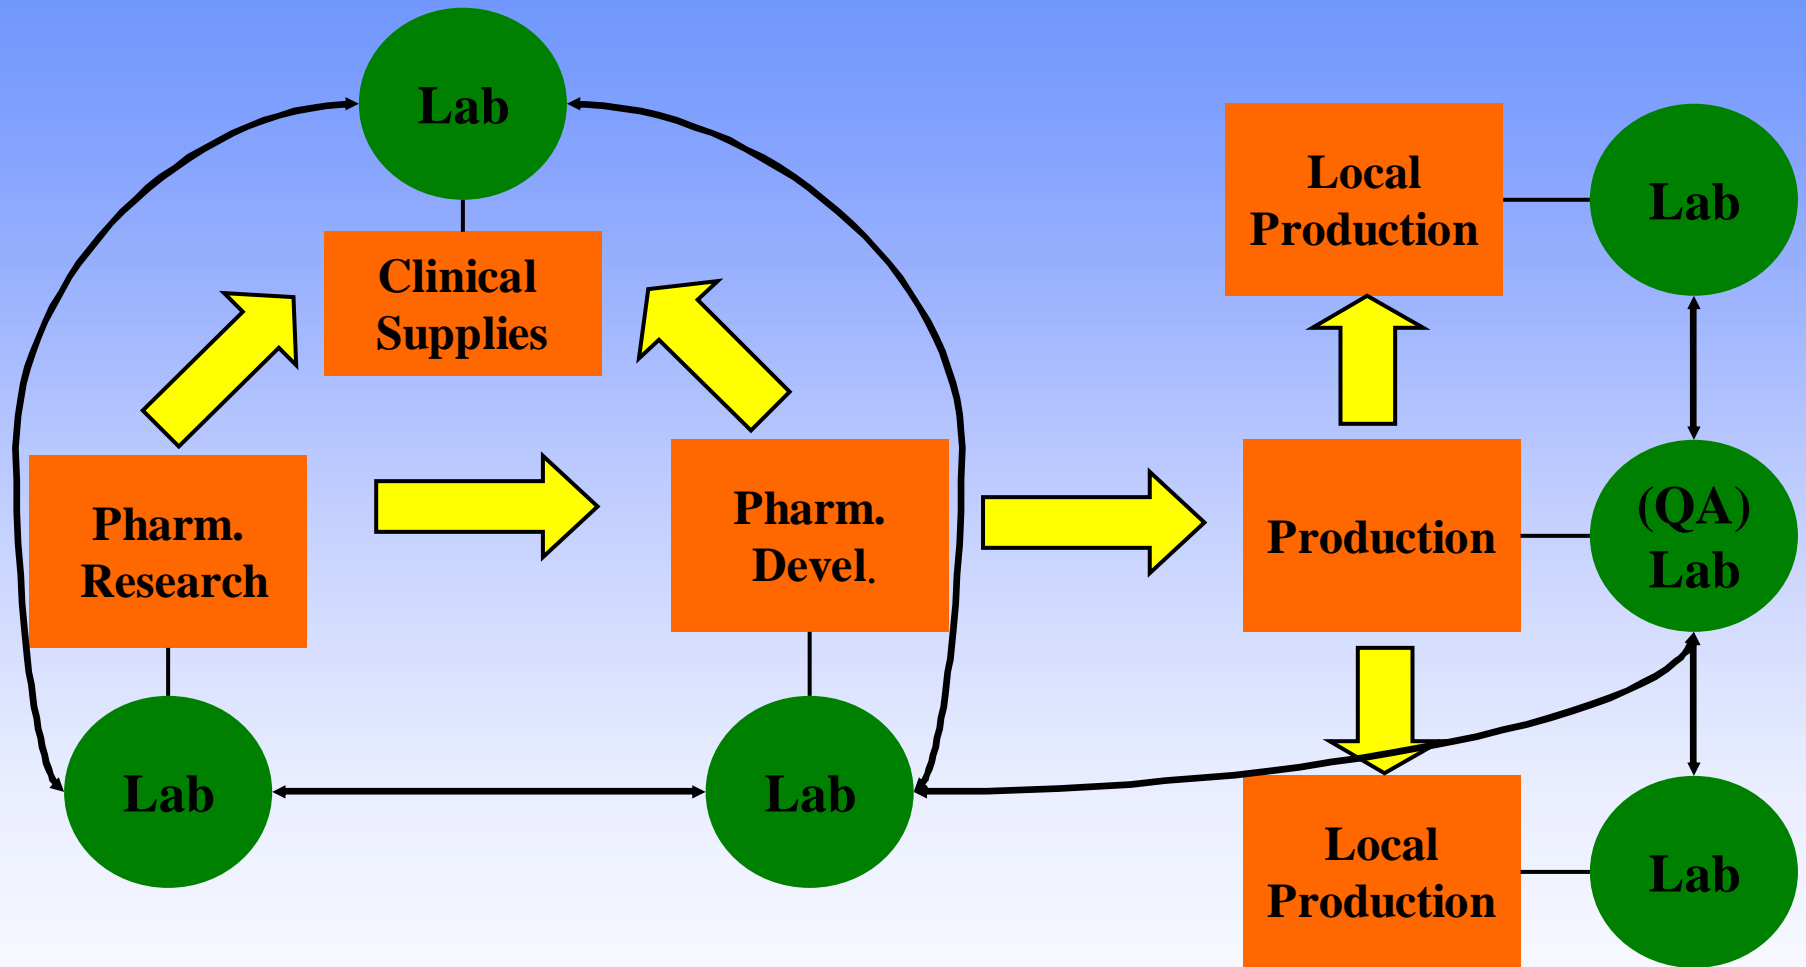 Lab
Clinical
Supplies
Pharm.
Research
Lab
Pharm.
Devel.
Lab
Local
Production
Lab
Production
(QA)
Lab
Local
Production
Lab